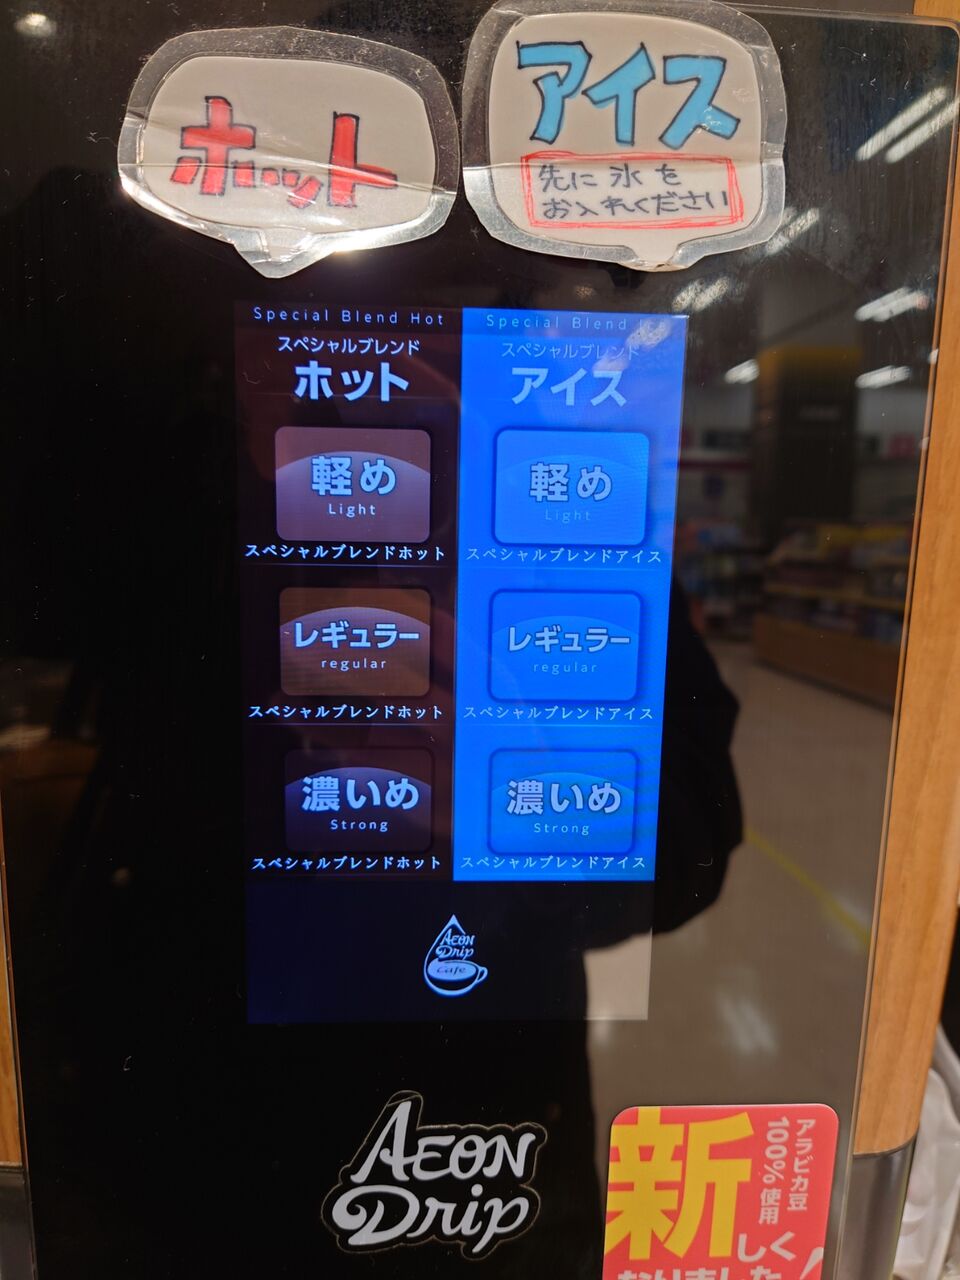 ホット
アイス
先に 氷を
お入れください
Special Blend Hot
スペシャルブレンド
ホット
軽め
Light
スペシャルブレンドホット
レギュラー
regular
スペシャルブレンドホット
濃いめ
Strong
スペシャルブレンドホット
Special Blend Ice
スペシャルブレンド
アイス
軽め
Light
スペシャルブレンドアイス
レギュラー
regular
スペシャルブレンドアイス
濃いめ
Strong
スペシャルブレンドアイス
AEON
Drip
Cafe
AEON
Drip
アラビカ豆
100%使用
新しく
なりました!